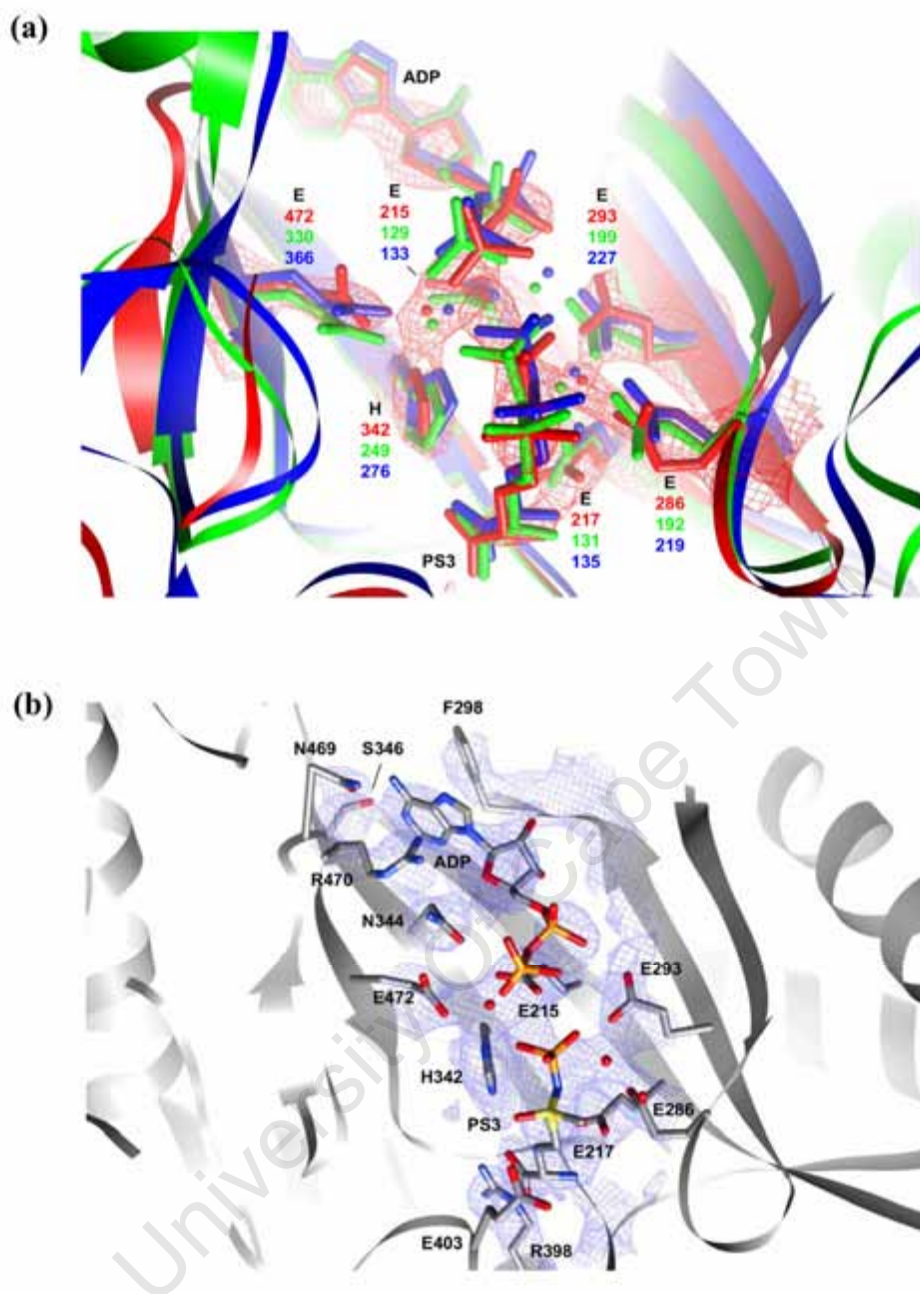 (a)
ADP
E
472
330
366
E
215
129
133
E
293
199
227
H
342
249
276
E
217
131
135
E
286
192
219
PS3
(b)
F298
N469
S346
ADP
R470
N344
E472
E215
E293
H342
PS3
E286
E217
E403
R398
University Of Cape Town